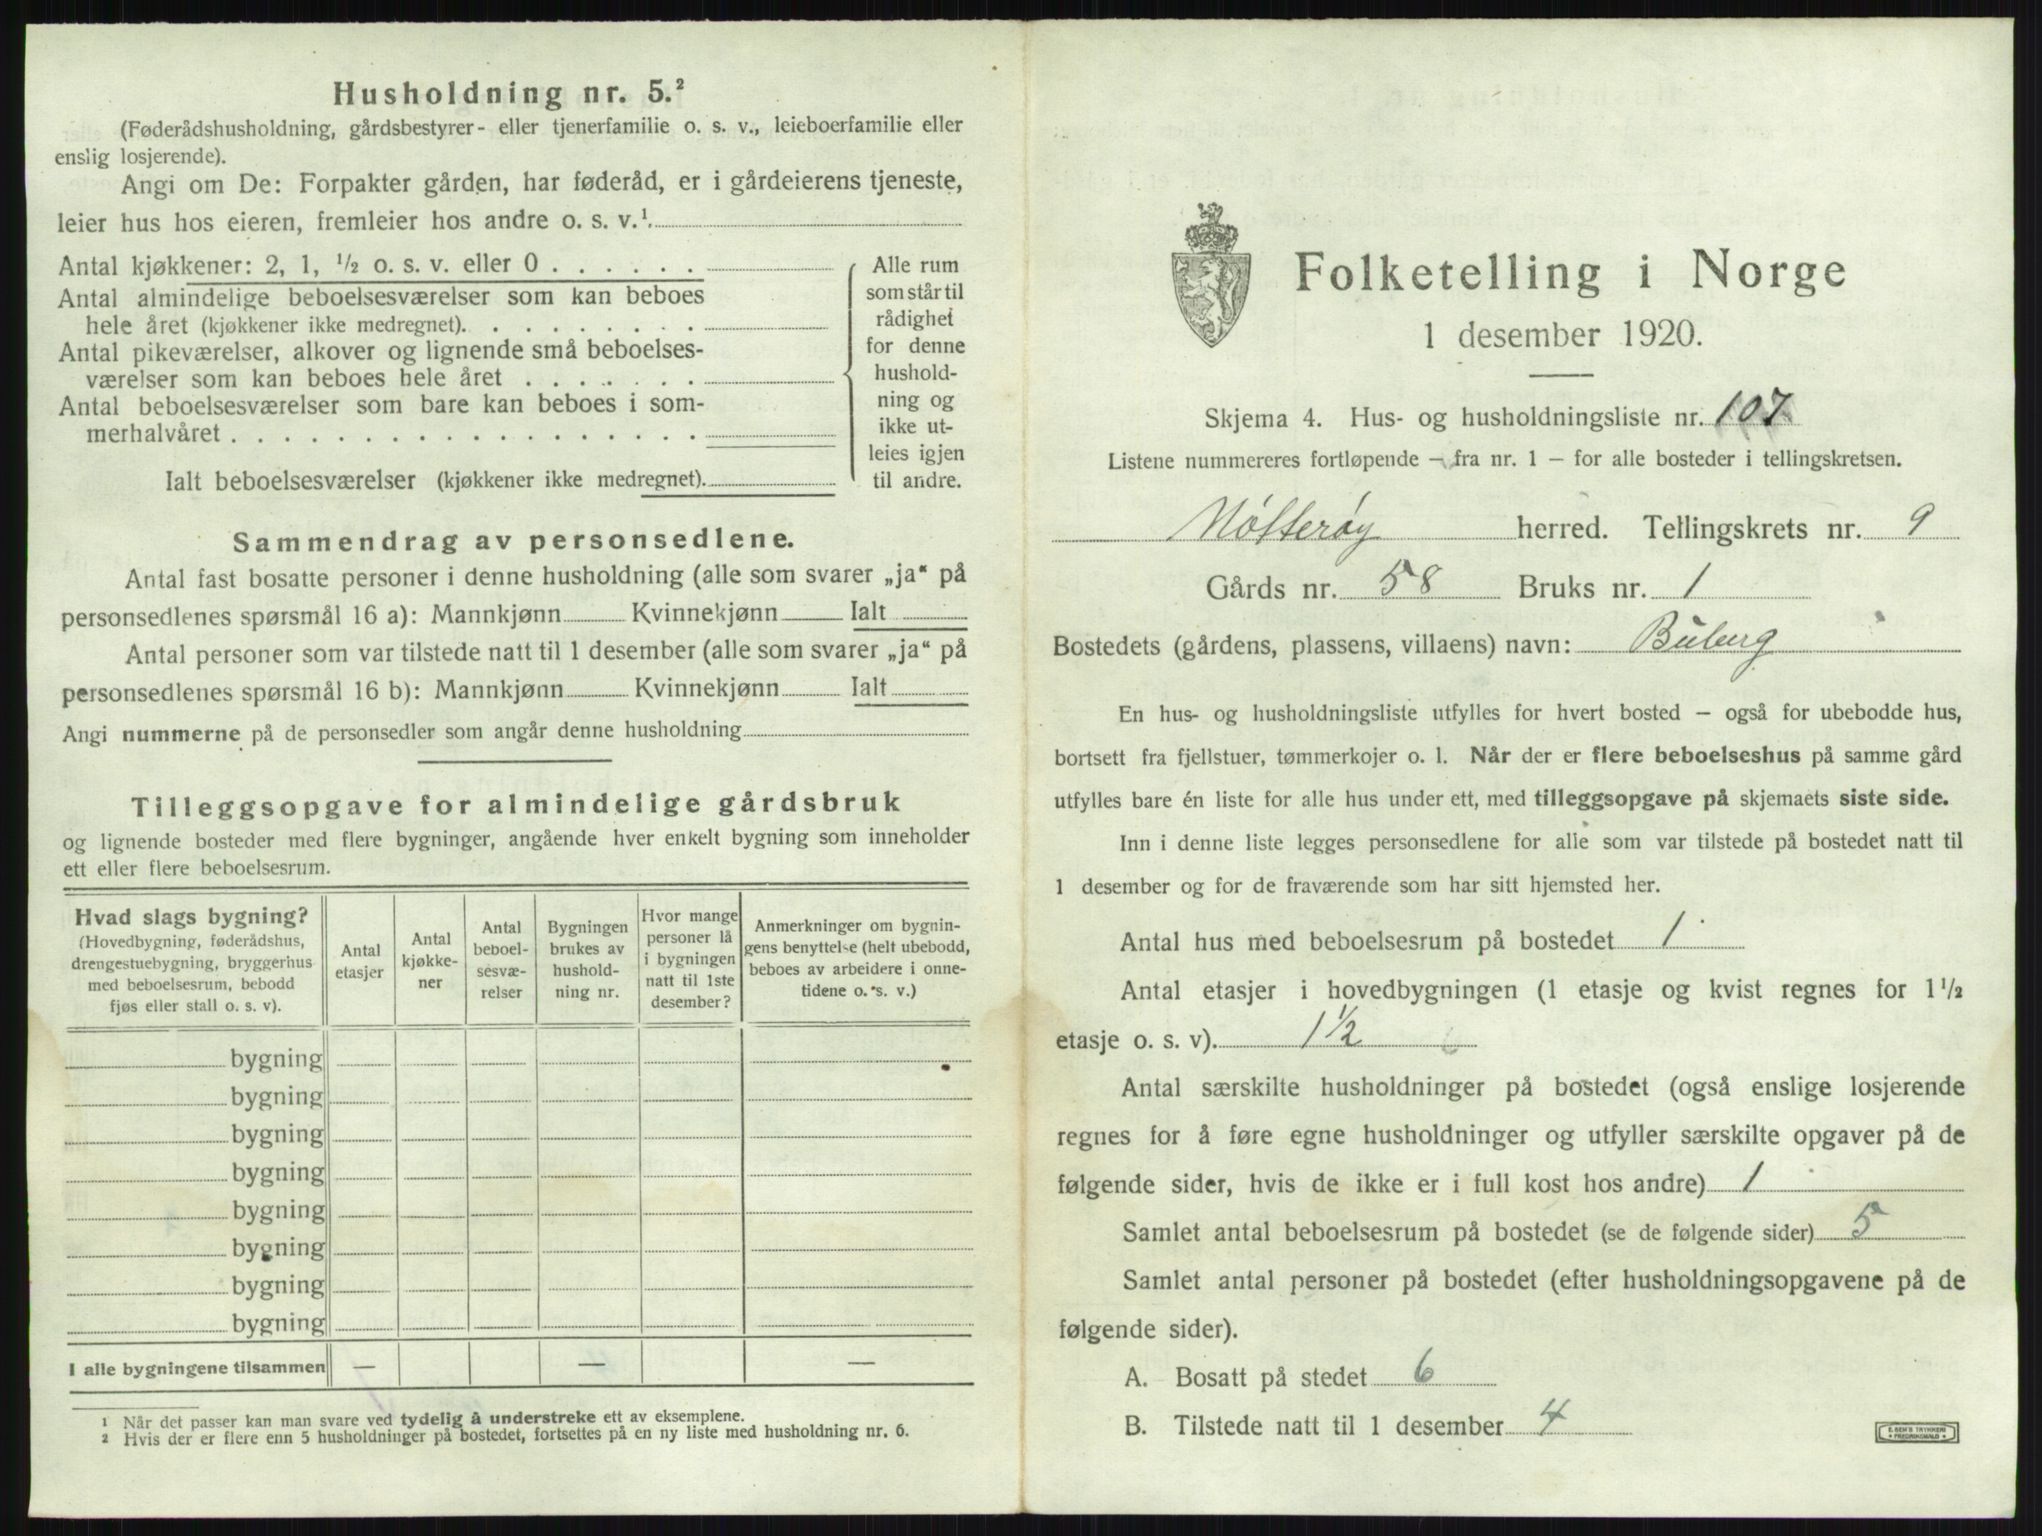 Husholdning nr. 5.²
(Føderådshusholdning, gårdsbestyrer- eller tjenerfamilie o. s. v., leieboerfamilie eller
enslig losjerende).
Angi om De: Forpakter gården, har føderåd, er i gårdeierens tjeneste,
leier hus hos eieren, fremleier hos andre o. s. v.¹
Antal kjøkkener: 2, 1, ½ o. s. v. eller 0
Antal almindelige beboelsesværelser som kan beboes
hele året (kjøkkener ikke medregnet).
Antal pikeværelser, alkover og lignende små beboelses-
værelser som kan beboes hele året
Antal beboelsesværelser som bare kan beboes i som-
merhalvåret
Ialt beboelsesværelser (kjøkkener ikke medregnet).
Alle rum
som står til
rådighet
for denne
hushold-
ning og
ikke ut-
leies igjen
til andre.
Sammendrag av personsedlene.
Antal fast bosatte personer i denne husholdning (alle som svarer „ja“ på
personsedlenes spørsmål 16 a): Mannkjønn Kvinnekjønn Ialt
Antal personer som var tilstede natt til 1 desember (alle som svarer „ja“ på
personsedlenes spørsmål 16 b): Mannkjønn Kvinnekjønn Ialt
Angi nummerne på de personsedler som angår denne husholdning
Tilleggsopgave for almindelige gårdsbruk
og lignende bosteder med flere bygninger, angående hver enkelt bygning som inneholder
ett eller flere beboelsesrum.
Hvad slags bygning?
(Hovedbygning, føderådshus,
drengestuebygning, bryggerhus
med beboelsesrum, bebodd
fjøs eller stall o. s. v).
Antal
etasjer
Antal
kjøkke-
ner
Antal
beboel-
sesvæ-
relser
Bygningen
brukes av
hushold-
ning nr.
Hvor mange
personer lå
i bygningen
natt til 1ste
desember?
Anmerkninger om bygnin-
gens benyttelse (helt ubebodd,
beboes av arbeidere i onne-
tidene o. s. v.)
bygning
bygning
bygning
bygning
bygning
bygning
bygning
bygning
I alle bygningene tilsammen — — —
1 Når det passer kan man svare ved tydelig å understreke ett av eksemplene.
2 Hvis der er flere enn 5 husholdninger på bostedet, fortsettes på en ny liste med husholdning nr. 6.
Folketelling i Norge
1 desember 1920.
Skjema 4. Hus- og husholdningsliste nr. 107
Listene nummereres fortløpende — fra nr. 1 — for alle bosteder i tellingskretsen.
Nøtterøy herred. Tellingskrets nr. 9
Gårds nr. 58 Bruks nr. 1
Bostedets (gårdens, plassens, villaens) navn: Buberg
En hus- og husholdningsliste utfylles for hvert bosted — også for ubebodde hus,
bortsett fra fjellstuer, tømmerkojer o. l. Når der er flere beboelseshus på samme gård
utfylles bare én liste for alle hus under ett, med tilleggsopgave på skjemaets siste side.
Inn i denne liste legges personsedlene for alle som var tilstede på bostedet natt til
1 desember og for de fraværende som har sitt hjemsted her.
Antal hus med beboelsesrum på bostedet 1
Antal etasjer i hovedbygningen (1 etasje og kvist regnes for 1½
etasje o. s. v). 1½
Antal særskilte husholdninger på bostedet (også enslige losjerende
regnes for å føre egne husholdninger og utfyller særskilte opgaver på de
følgende sider, hvis de ikke er i full kost hos andre) 1
Samlet antal beboelsesrum på bostedet (se de følgende sider) 5
Samlet antal personer på bostedet (efter husholdningsopgavene på de
følgende sider).
A. Bosatt på stedet 6
B. Tilstede natt til 1 desember 4